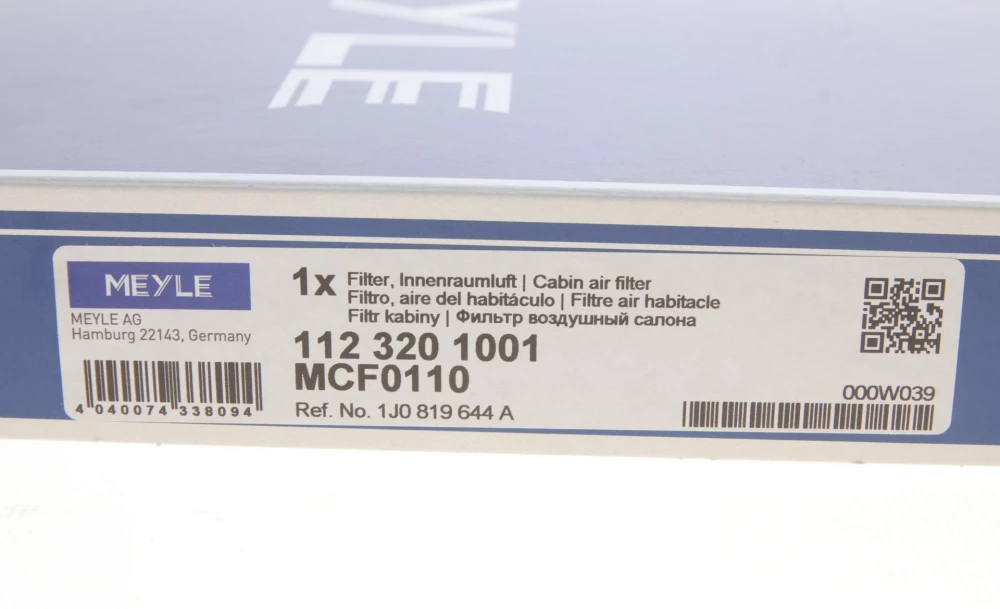 YLE
MEYLE
MEYLE AG
Hamburg 22143, Germany
4 040074 338094
1x Filter, Innenraumluft | Cabin air filter
Filtro, aire del habitáculo | Filtre air habitacle
Filtr kabiny | Фильтр воздушный салона
112 320 1001
MCF0110
Ref. No. 1J0 819 644 A
000W039